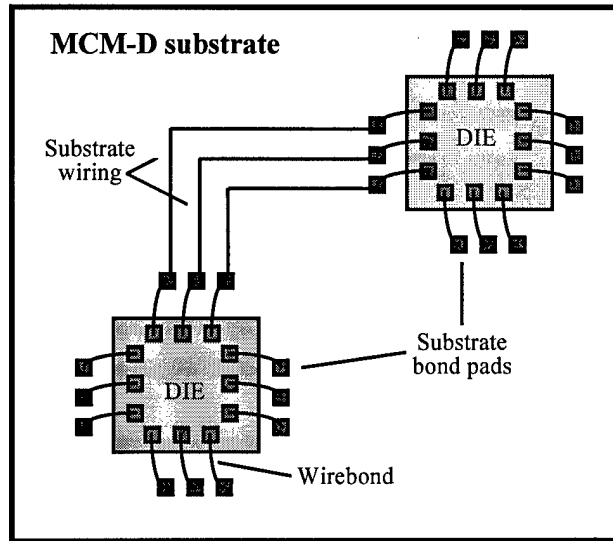 MCM-D substrate
DIE
Substrate
wiring
Substrate
bond pads
DIE
Wirebond